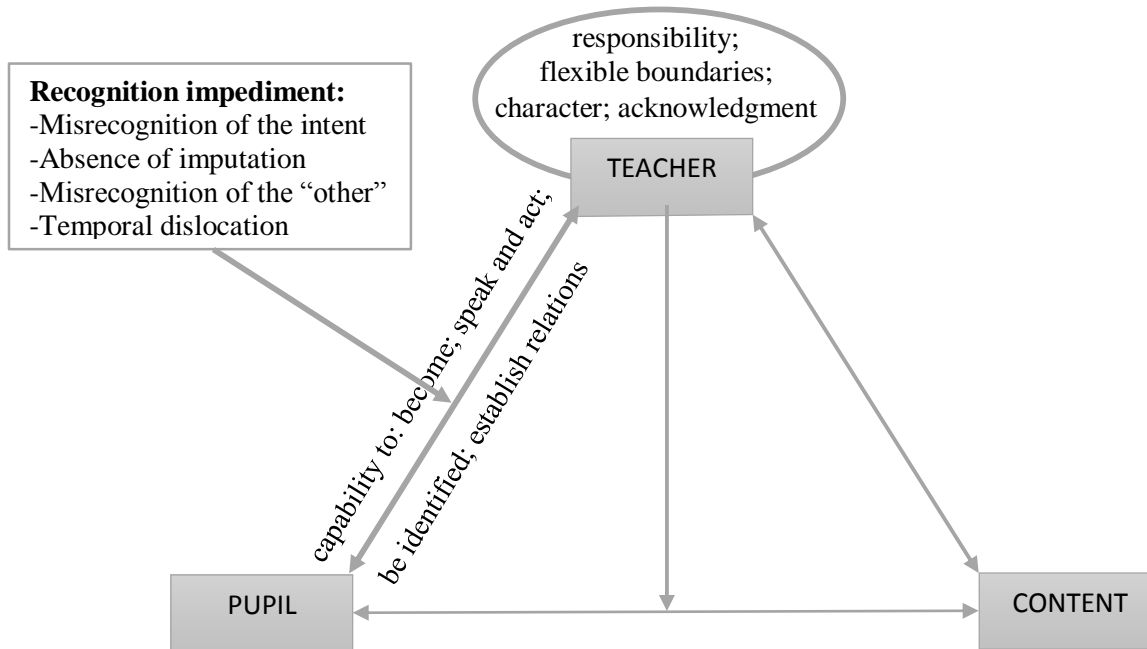 responsibility;
flexible boundaries;
character; acknowledgment
Recognition impediment:
-Misrecognition of the intent
-Absence of imputation
-Misrecognition of the “other”
-Temporal dislocation
TEACHER
capability to: become; speak and act;
be identified; establish relations
PUPIL
CONTENT